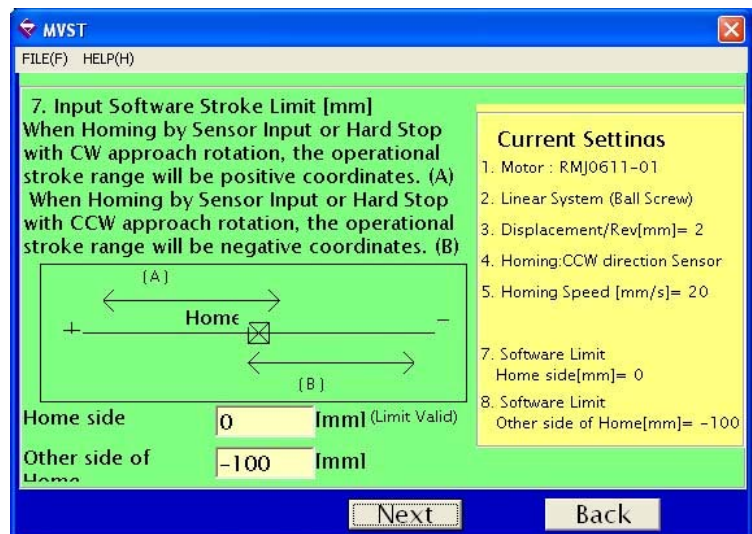 MVST
FILE(F) HELP(H)
7. Input Software Stroke Limit [mm]
When Homing by Sensor Input or Hard Stop
with CW approach rotation, the operational
stroke range will be positive coordinates. (A)
When Homing by Sensor Input or Hard Stop
with CCW approach rotation, the operational
stroke range will be negative coordinates. (B)
(A)
Home
+
−
(B)
Home side 0 [mm] (Limit Valid)
Other side of
Home
-100 [mm]
Current Settings
1. Motor : RMJ0611-01
2. Linear System (Ball Screw)
3. Displacement/Rev[mm]= 2
4. Homing:CCW direction Sensor
5. Homing Speed [mm/s]= 20
7. Software Limit
Home side[mm]= 0
8. Software Limit
Other side of Home[mm]= -100
Next Back